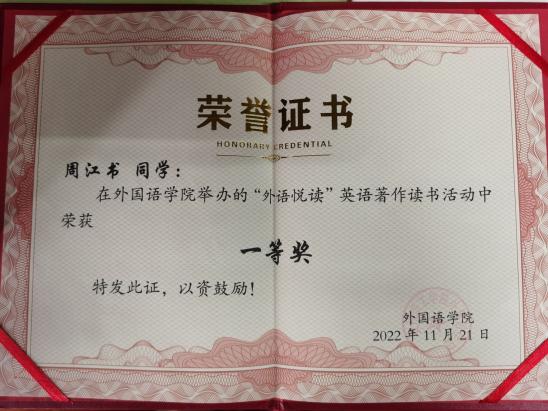 荣誉证书
HONORARY CREDENTIAL
周江书 同学：
在外国语学院举办的“外语悦读”英语著作读书活动中
荣获
一等奖
特发此证，以资鼓励！
外国语学院
2022年11月21日